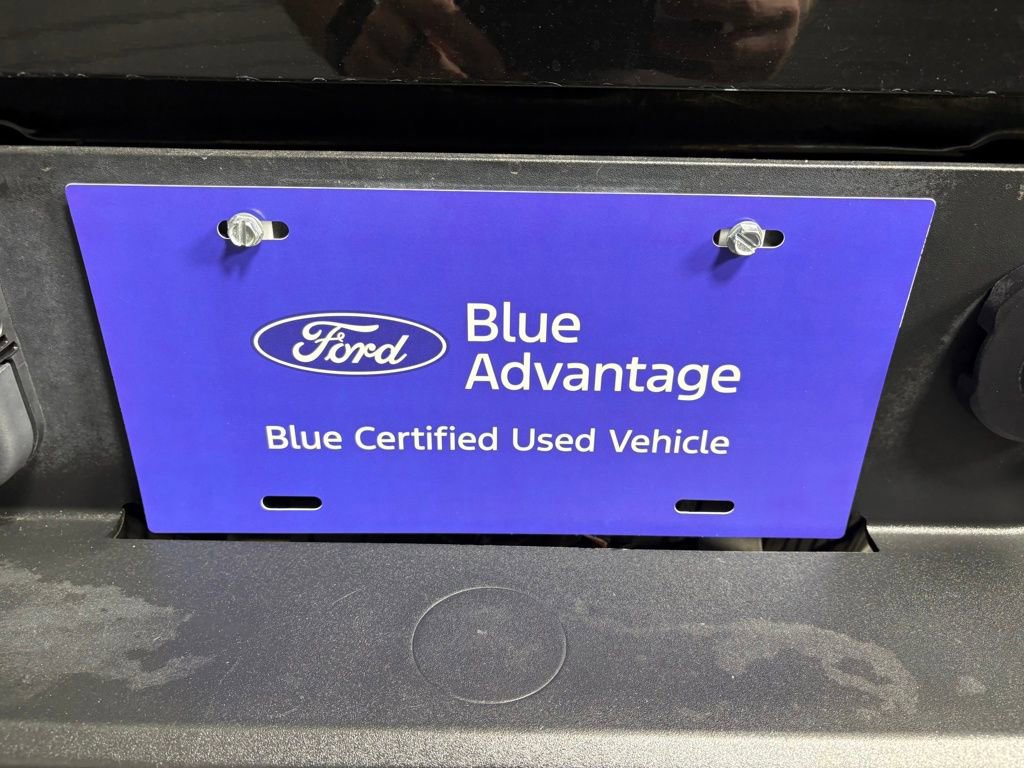 Ford
Blue
Advantage
Blue Certified Used Vehicle